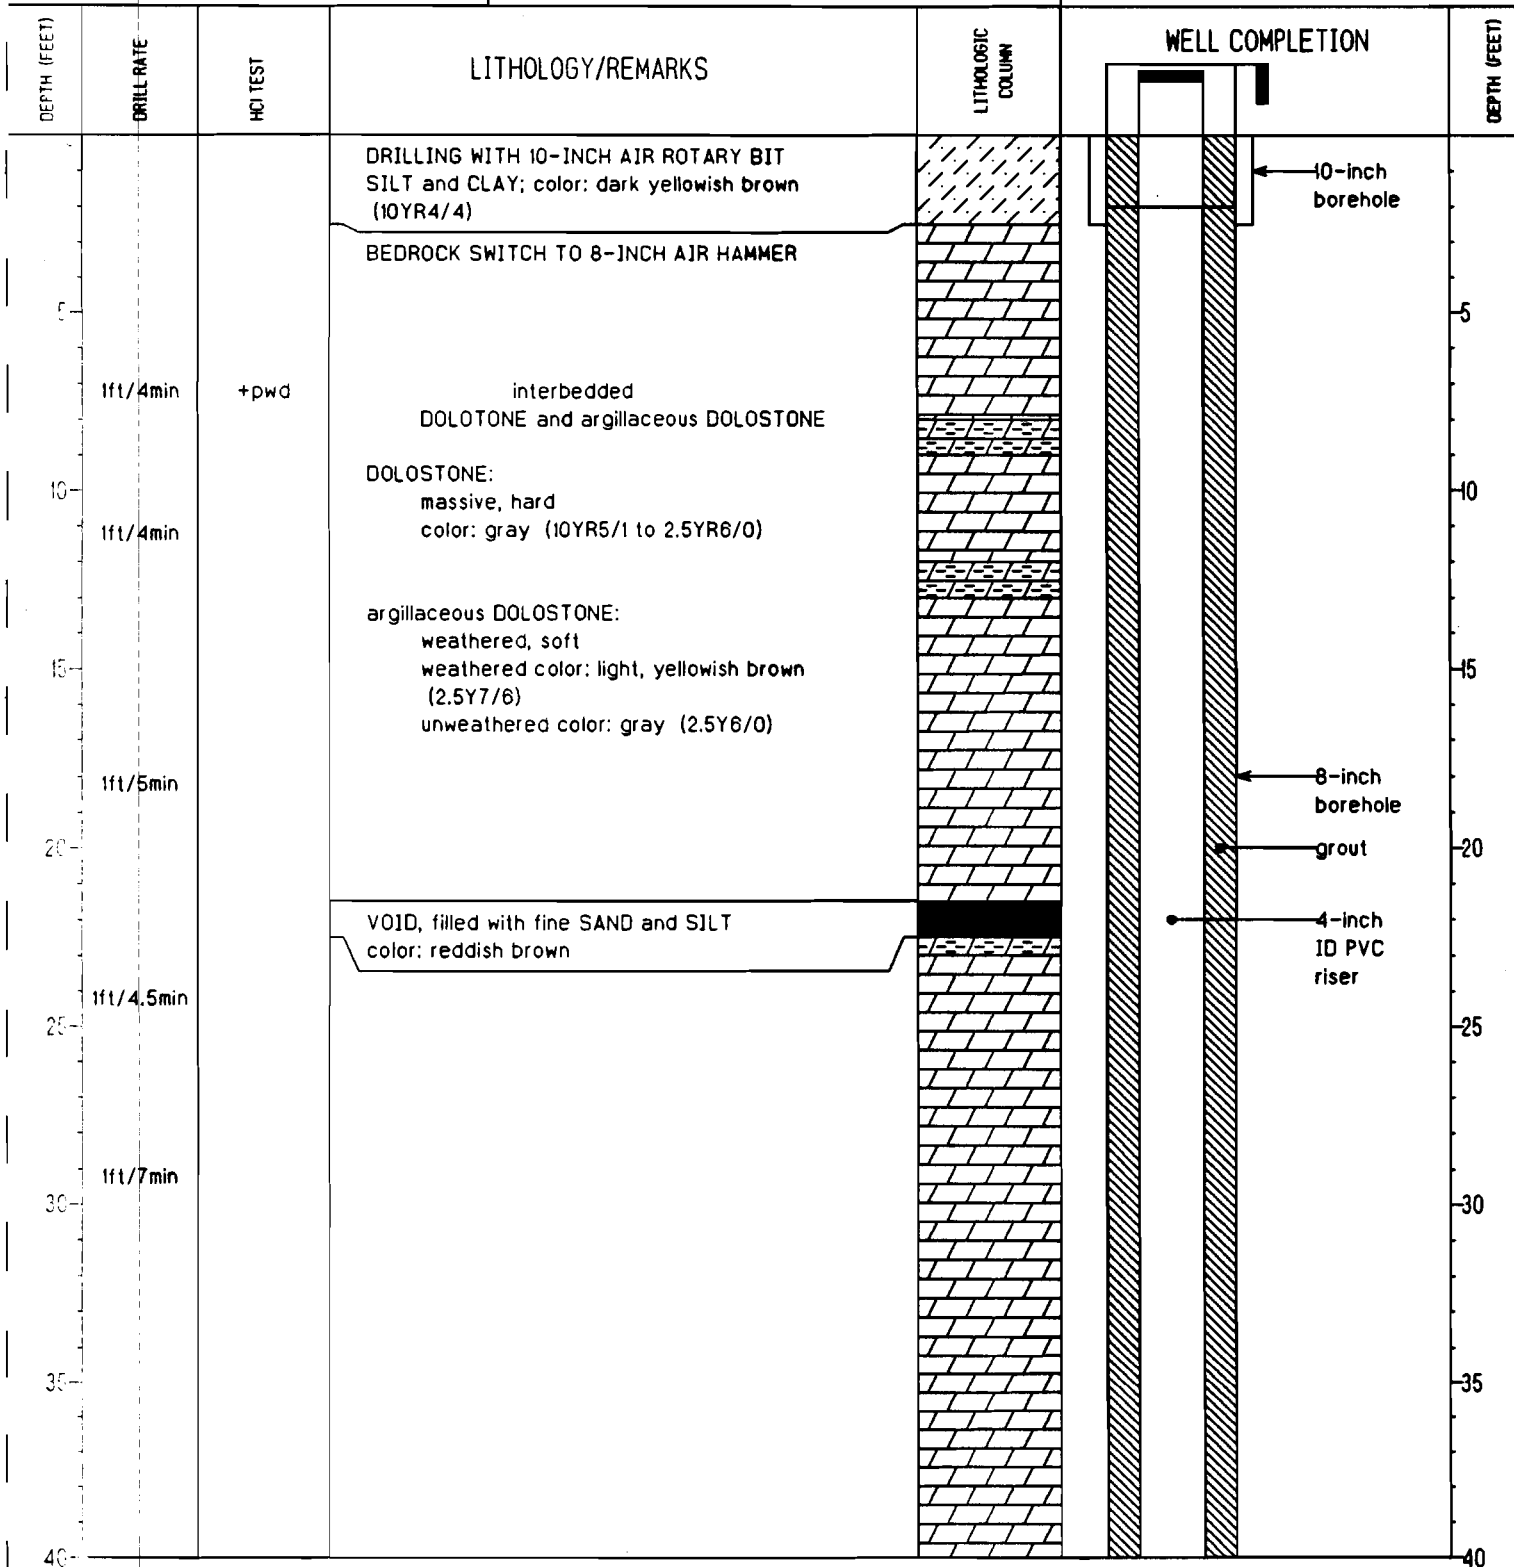 DEPTH (FEET)
DRILL RATE
HCl TEST
LITHOLOGY/REMARKS
LITHOLOGIC
COLUMN
WELL COMPLETION
DEPTH (FEET)
DRILLING WITH 10-INCH AIR ROTARY BIT
SILT and CLAY; color: dark yellowish brown
(10YR4/4)
10-inch
borehole
BEDROCK SWITCH TO 8-INCH AIR HAMMER
5
5
1ft/4min
+pwd
interbedded
DOLOTONE and argillaceous DOLOSTONE
DOLOSTONE:
10
massive, hard
10
1ft/4min
color: gray (10YR5/1 to 2.5YR6/0)
argillaceous DOLOSTONE:
weathered, soft
15
weathered color: light, yellowish brown
15
(2.5Y7/6)
unweathered color: gray (2.5Y6/0)
1ft/5min
8-inch
borehole
20
grout
20
VOID, filled with fine SAND and SILT
color: reddish brown
4-inch
ID PVC
riser
1ft/4.5min
25
25
1ft/7min
30
30
35
35
40
40